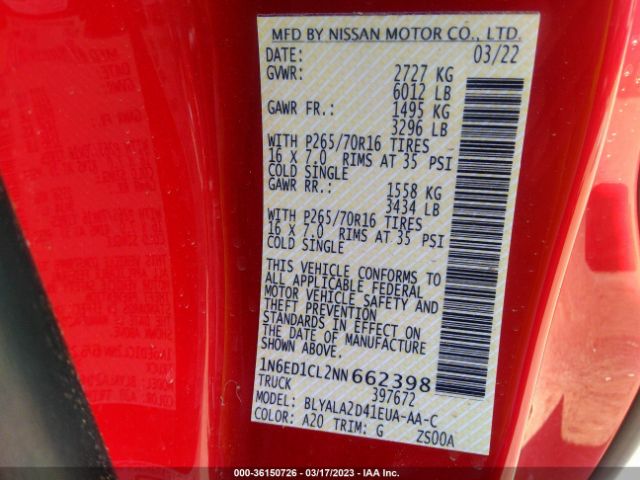 MFD BY NISSAN MOTOR CO., LTD.
DATE: 03/22
GVWR: 2727 KG
6012 LB
GAWR FR.: 1495 KG
3296 LB
WITH P265/70R16 TIRES
16 X 7.0 RIMS AT 35 PSI
COLD SINGLE
GAWR RR.: 1558 KG
3434 LB
WITH P265/70R16 TIRES
16 X 7.0 RIMS AT 35 PSI
COLD SINGLE
THIS VEHICLE CONFORMS TO
ALL APPLICABLE FEDERAL
MOTOR VEHICLE SAFETY AND
THEFT PREVENTION
STANDARDS IN EFFECT ON
THE DATE OF MANUFACTURE
SHOWN ABOVE.
1N6ED1CL2NN 662398
TRUCK 397672
MODEL: BLYALA2D41EUA-AA-C
COLOR: A20 TRIM: G ZS00A
000-36150726 - 03/17/2023 - IAA Inc.